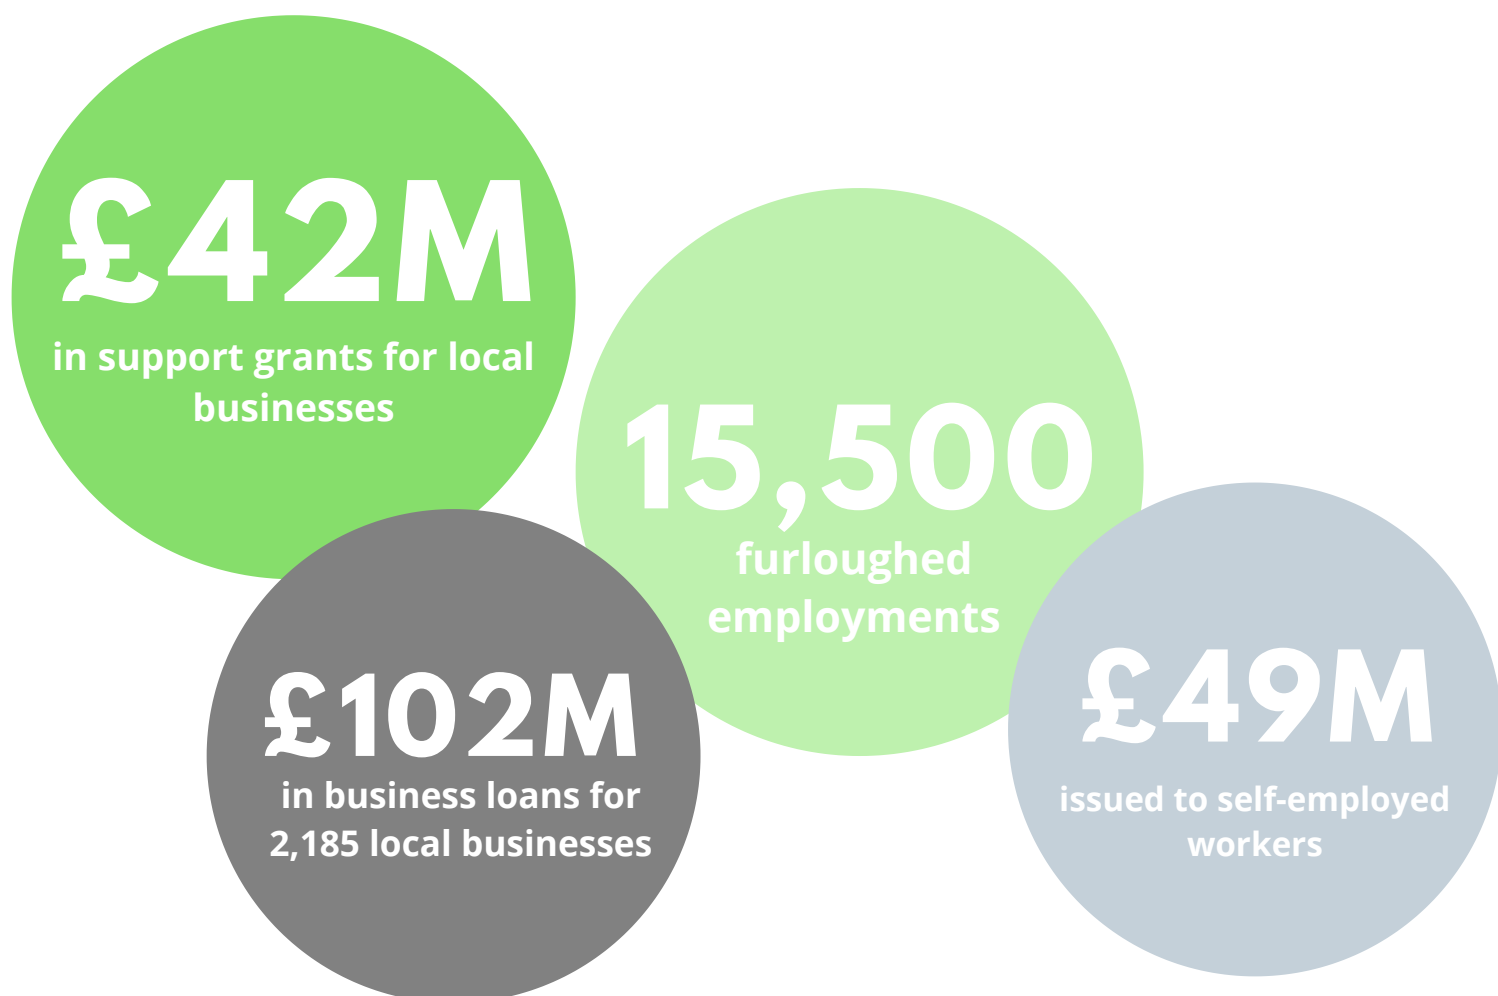 £42M
in support grants for local
businesses
15,500
furloughed
employments
£102M
in business loans for
2,185 local businesses
£49M
issued to self-employed
workers